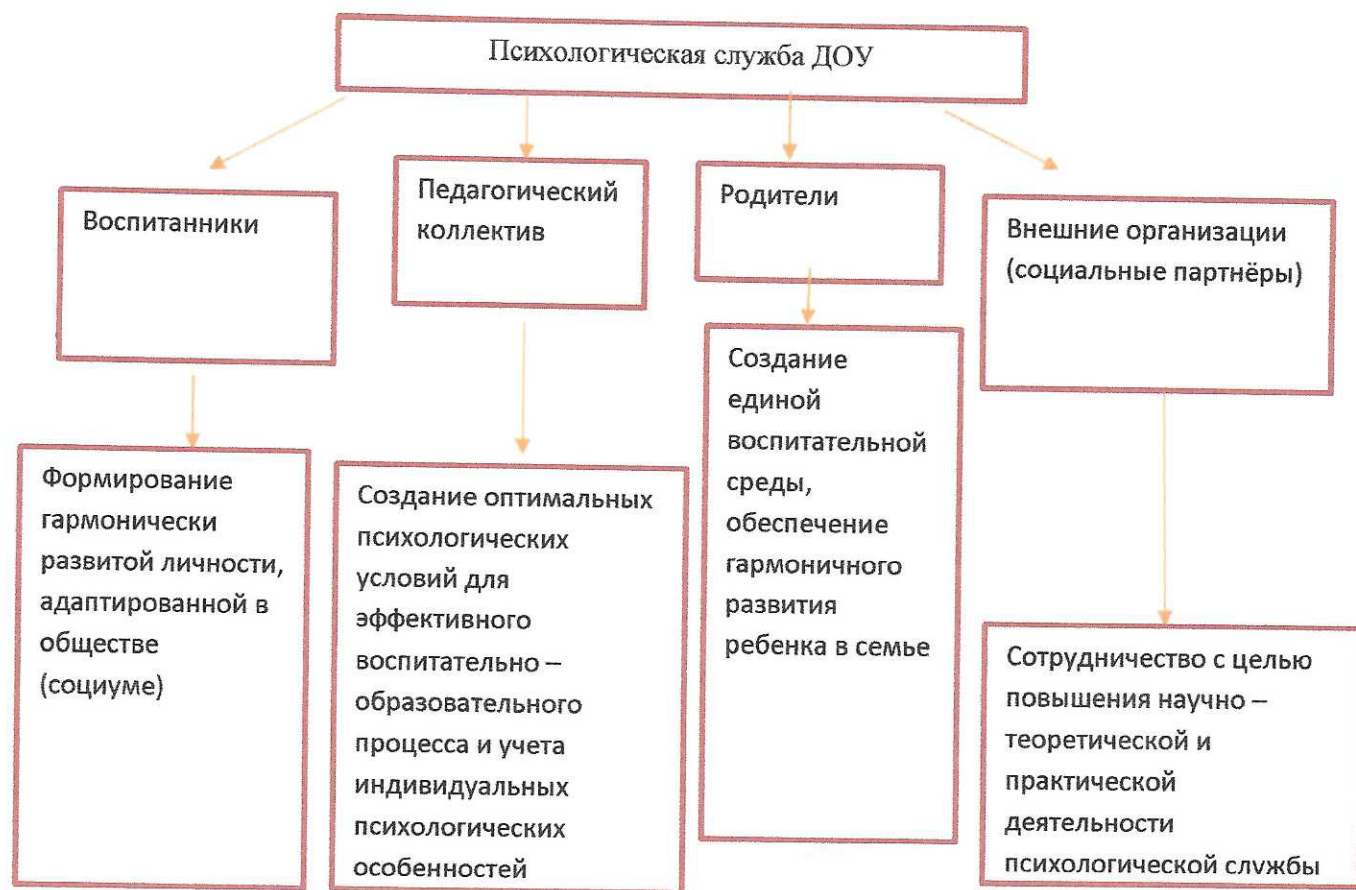 Психологическая служба ДОУ
Воспитанники
Педагогический
коллектив
Родители
Внешние организации
(социальные партнёры)
Формирование
гармонически
развитой личности,
адаптированной в
обществе
(социуме)
Создание оптимальных
психологических
условий для
эффективного
воспитательно –
образовательного
процесса и учета
индивидуальных
психологических
особенностей
Создание
единой
воспитательной
среды,
обеспечение
гармоничного
развития
ребенка в семье
Сотрудничество с целью
повышения научно –
теоретической и
практической
деятельности
психологической службы